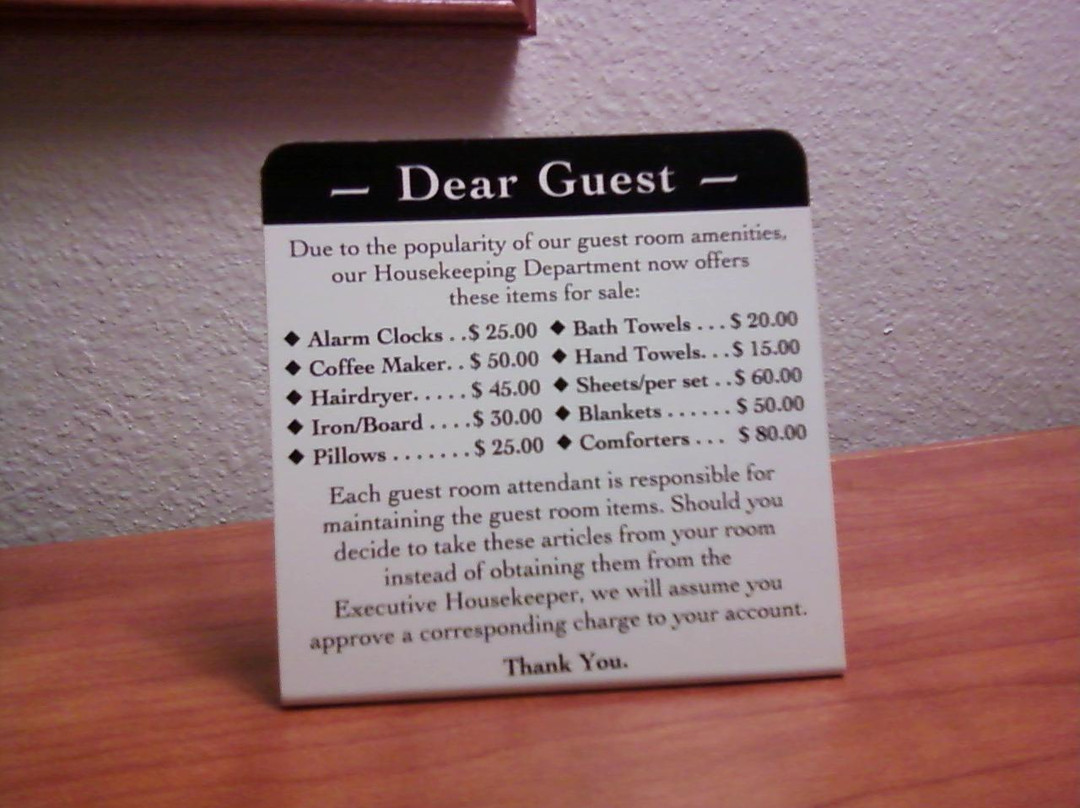 — Dear Guest —
Due to the popularity of our guest room amenities,
our Housekeeping Department now offers
these items for sale:
◆ Alarm Clocks . . $ 25.00 ◆ Bath Towels . . . $ 20.00
◆ Coffee Maker. . $ 50.00 ◆ Hand Towels. . . $ 15.00
◆ Hairdryer. . . . . $ 45.00 ◆ Sheets/per set . . $ 60.00
◆ Iron/Board . . . . $ 30.00 ◆ Blankets . . . . . . $ 50.00
◆ Pillows . . . . . . . $ 25.00 ◆ Comforters . . . $ 80.00
Each guest room attendant is responsible for
maintaining the guest room items. Should you
decide to take these articles from your room
instead of obtaining them from the
Executive Housekeeper, we will assume you
approve a corresponding charge to your account.
Thank You.